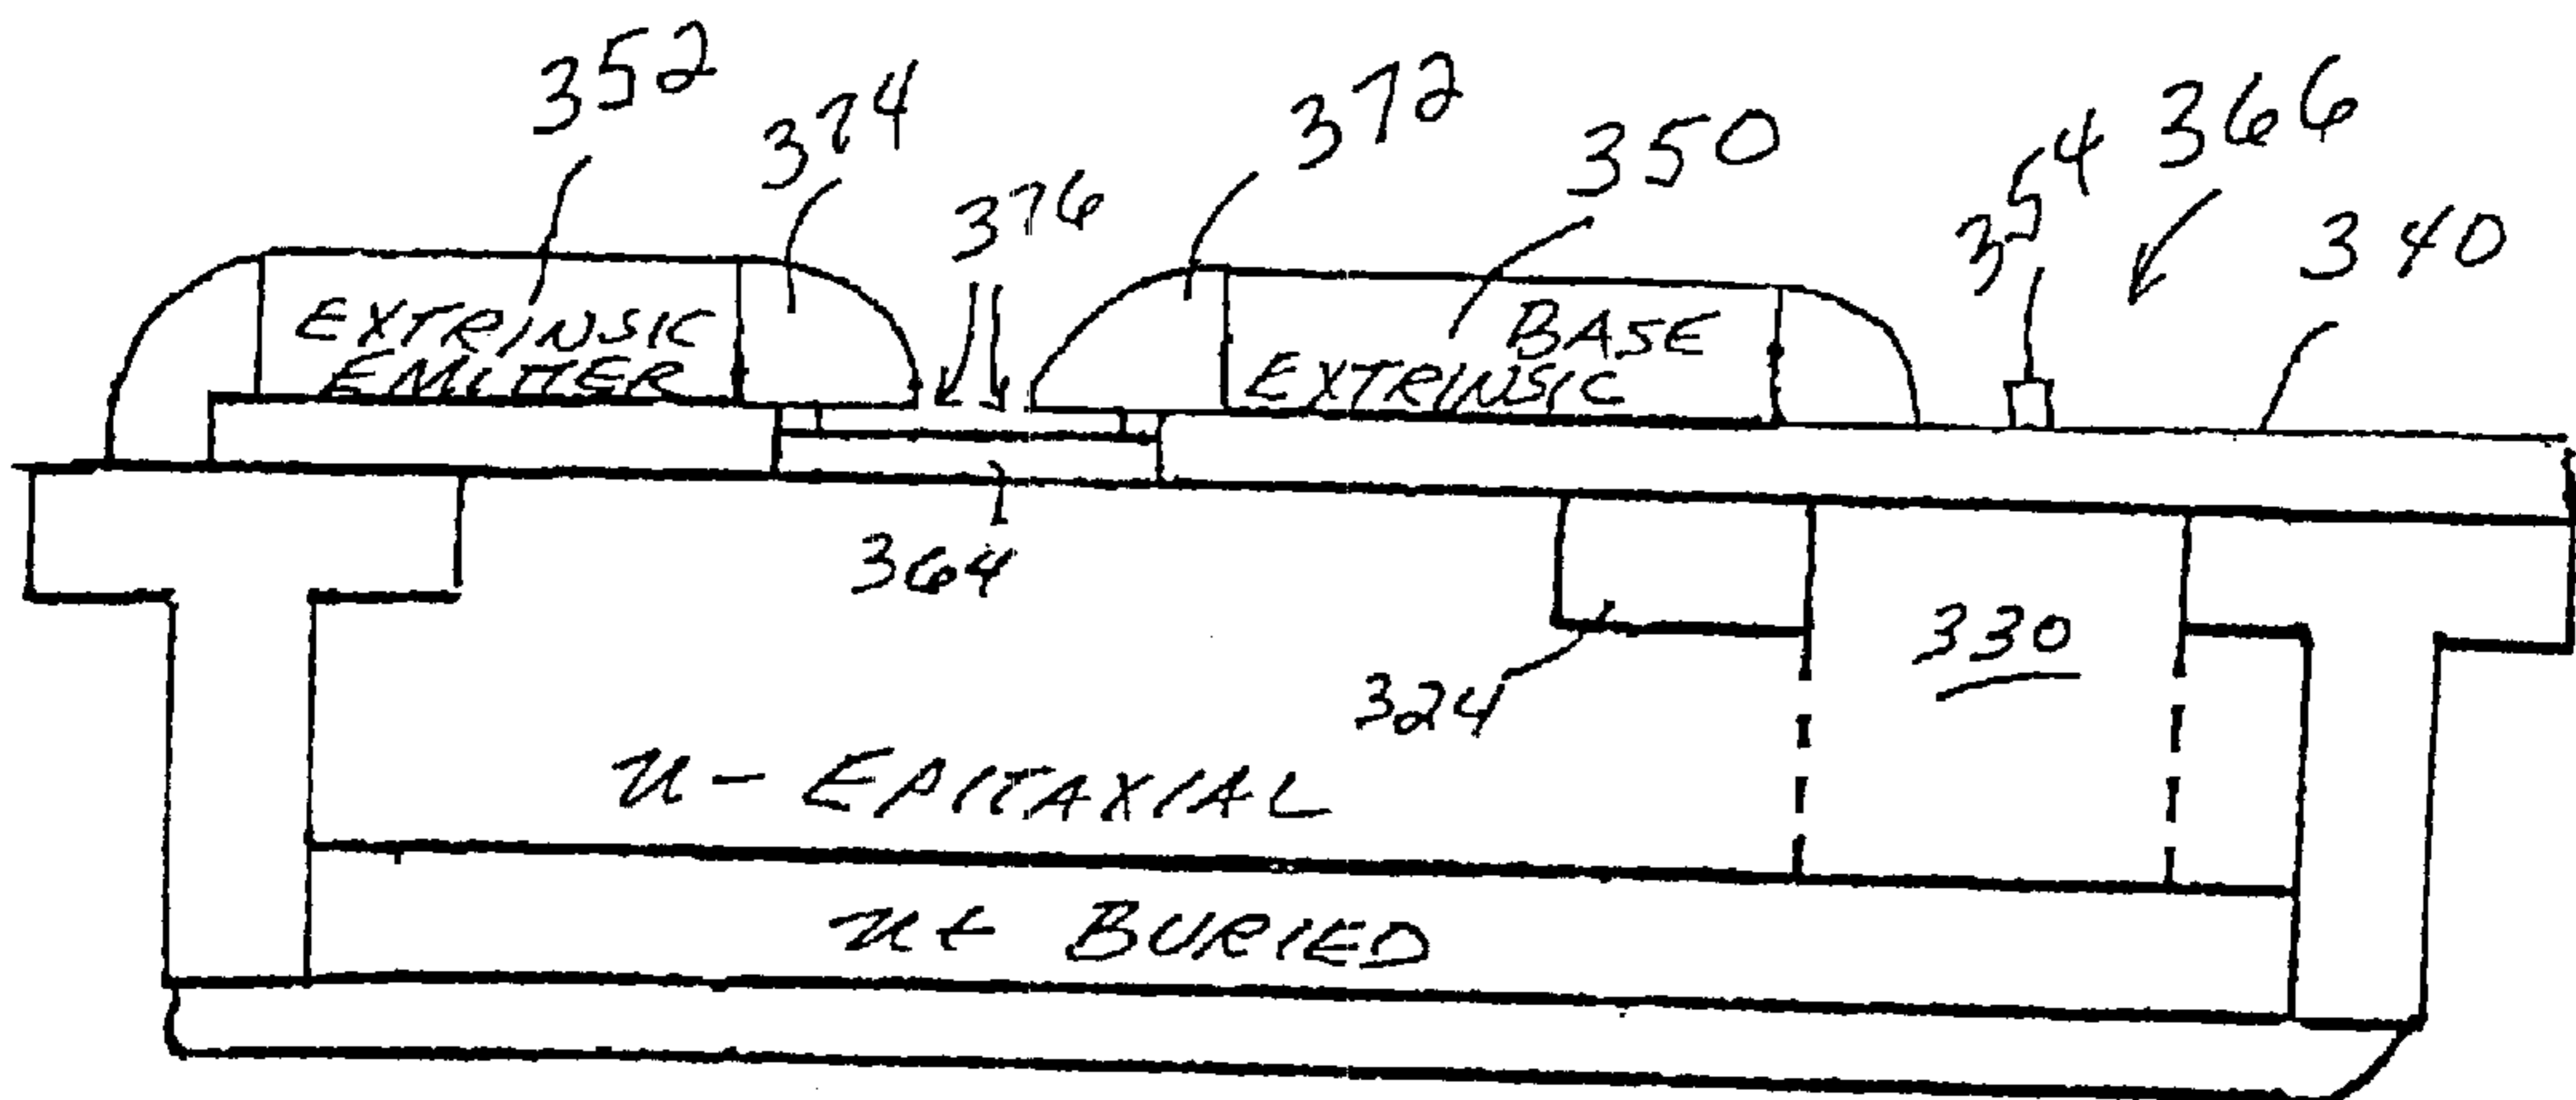 352
374
376
372
350
354
366
340
EXTRINSIC
EMITTER
BASE
EXTRINSIC
364
324
330
n- EPITAXIAL
n+ BURIED